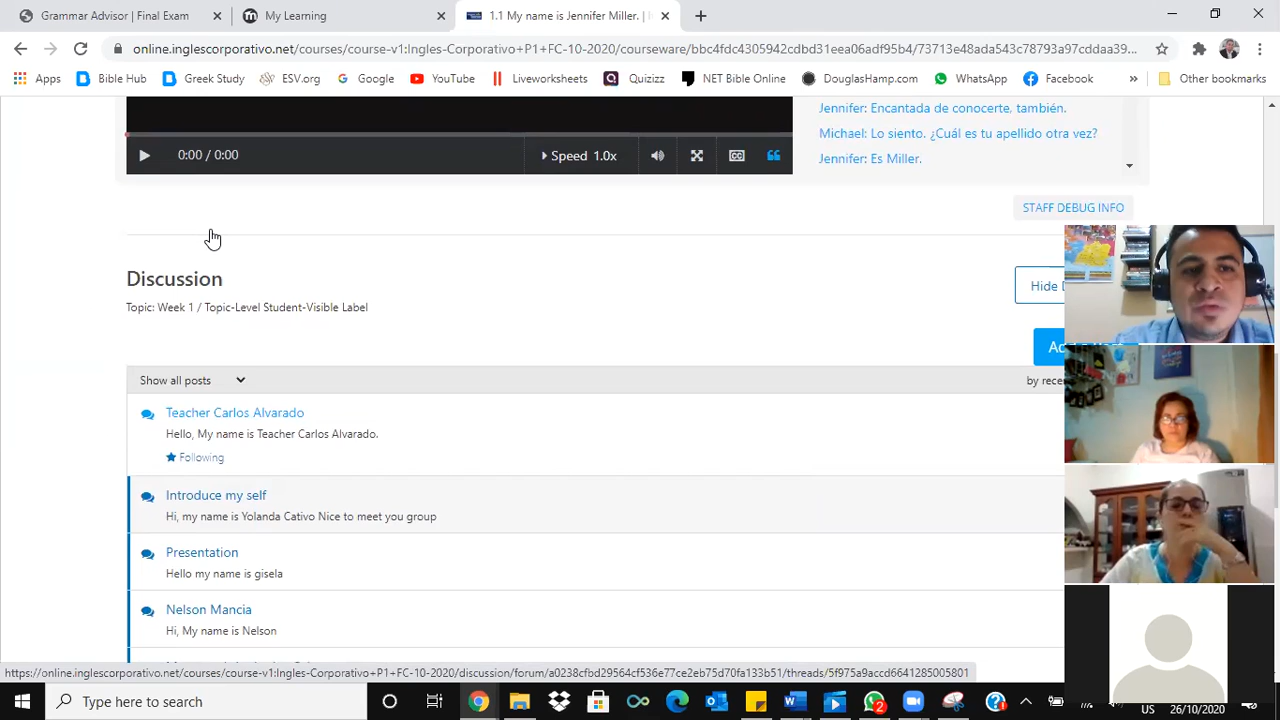 Grammar Advisor | Final Exam
My Learning
1.1 My name is Jennifer Miller. |
online.inglescorporativo.net/courses/course-v1:Ingles-Corporativo+P1+FC-10-2020/courseware/bbc4fdc4305942cdbd31eea06adf95b4/73713e48ada543c78793a97cddaa39...
Apps
Bible Hub
Greek Study
ESV.org
Google
YouTube
Liveworksheets
Quizizz
NET Bible Online
DouglasHamp.com
WhatsApp
Facebook
»
Other bookmarks
Jennifer: Encantada de conocerte, también.
Michael: Lo siento. ¿Cuál es tu apellido otra vez?
Jennifer: Es Miller.
0:00 / 0:00
Speed 1.0x
STAFF DEBUG INFO
Discussion
Hide
Topic: Week 1 / Topic-Level Student-Visible Label
Show all posts
by rece
Teacher Carlos Alvarado
Hello, My name is Teacher Carlos Alvarado.
Following
Introduce my self
Hi, my name is Yolanda Cativo Nice to meet you group
Presentation
Hello my name is gisela
Nelson Mancia
Hi, My name is Nelson
https://online.inglescorporativo.net/courses/course-v1:Ingles-Corporativo+P1+FC-10-2020/discussion/forum/a0238cfbd29564cf536e77ce2eb75d70fa133b51/threads/5f975a9accd6641285005801
Type here to search
2
US
26/10/2020